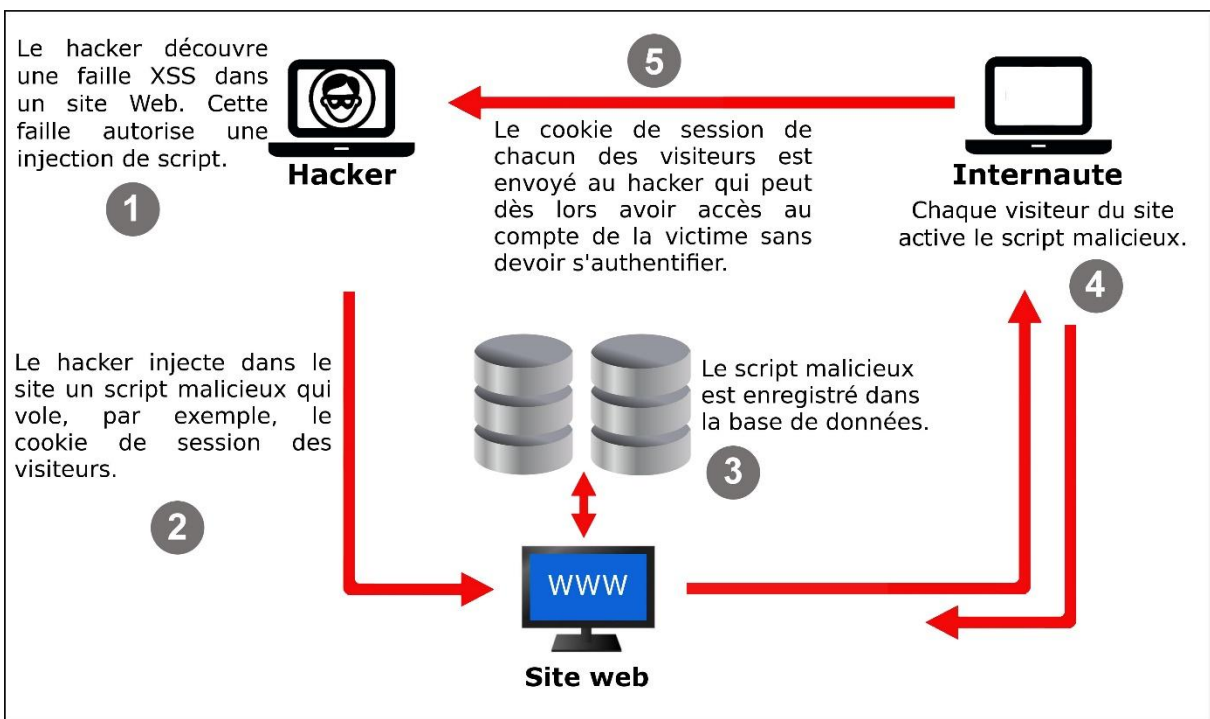 Le hacker découvre
une faille XSS dans
un site Web. Cette
faille autorise une
injection de script.
1
Hacker
5
Le cookie de session de
chacun des visiteurs est
envoyé au hacker qui peut
dès lors avoir accès au
compte de la victime sans
devoir s'authentifier.
Internaute
Chaque visiteur du site
active le script malicieux.
4
Le hacker injecte dans le
site un script malicieux qui
vole, par exemple, le
cookie de session des
visiteurs.
2
Le script malicieux
est enregistré dans
la base de données.
3
WWW
Site web